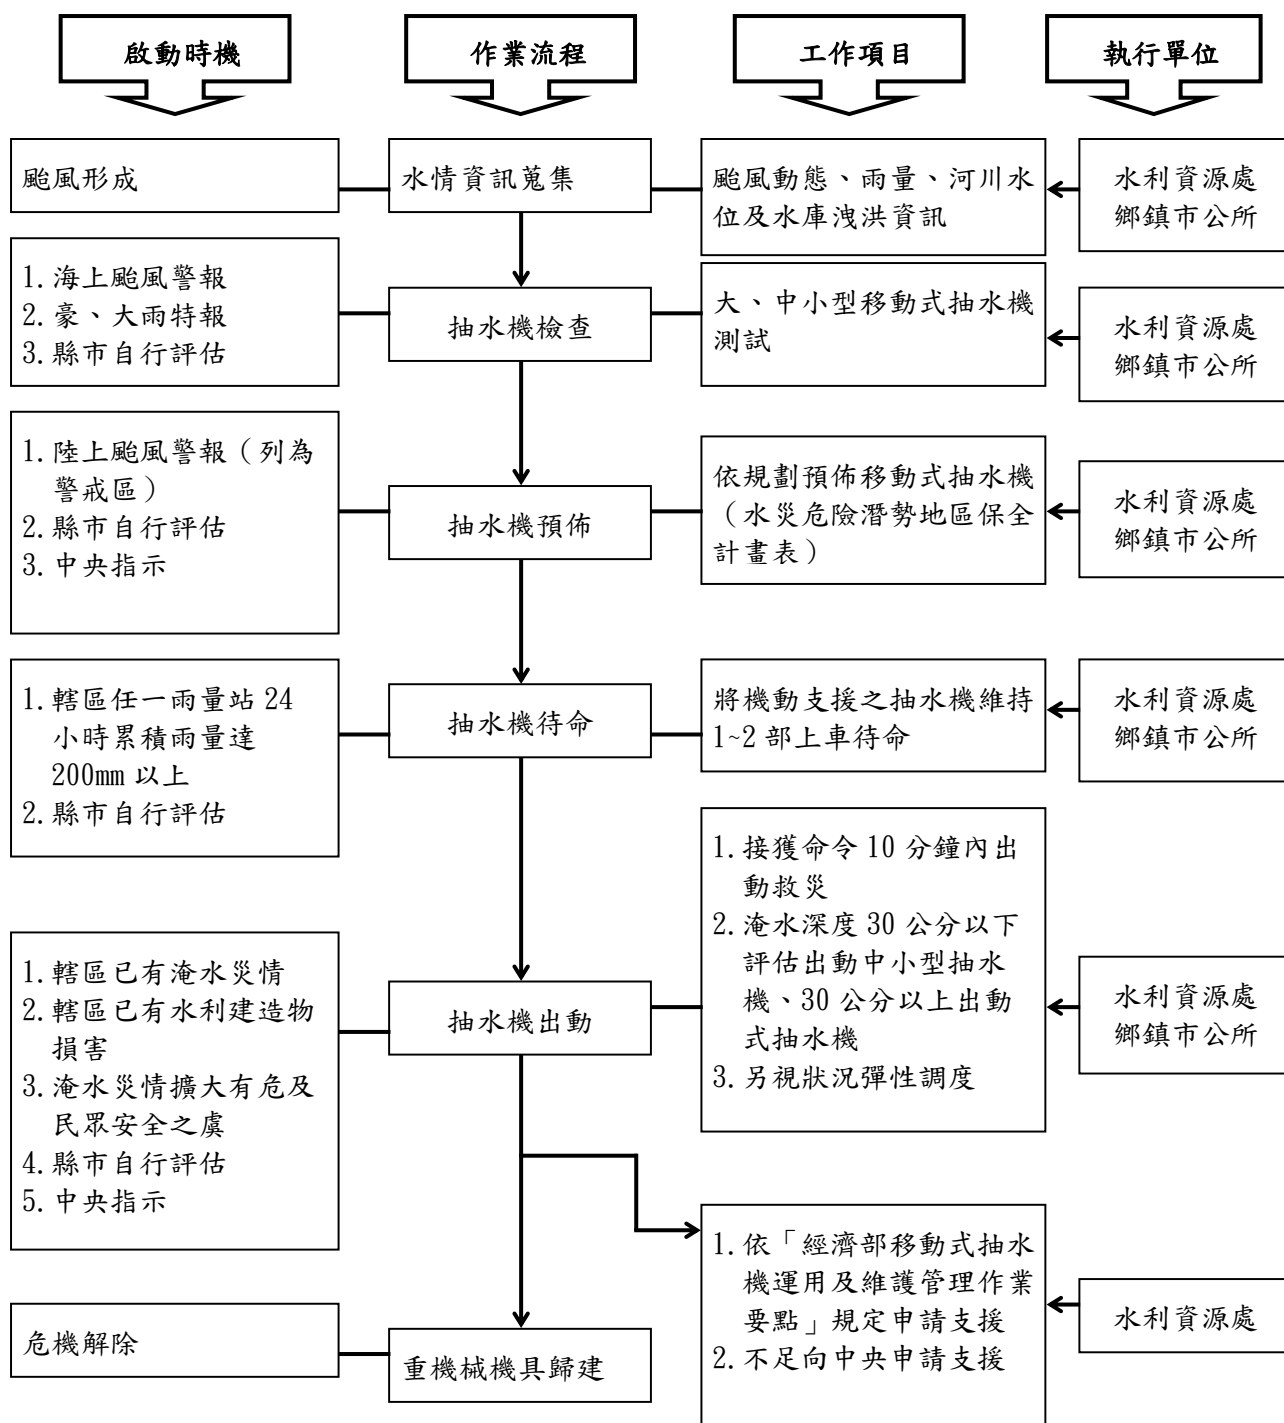 啟動時機
作業流程
工作項目
執行單位
颱風形成
水情資訊蒐集
颱風動態、雨量、河川水
位及水庫洩洪資訊
水利資源處
鄉鎮市公所
1.海上颱風警報
2.豪、大雨特報
3.縣市自行評估
抽水機檢查
大、中小型移動式抽水機
測試
水利資源處
鄉鎮市公所
1.陸上颱風警報（列為
警戒區）
2.縣市自行評估
3.中央指示
抽水機預佈
依規劃預佈移動式抽水機
（水災危險潛勢地區保全
計畫表）
水利資源處
鄉鎮市公所
1.轄區任一雨量站 24
小時累積雨量達
200mm 以上
2.縣市自行評估
抽水機待命
將機動支援之抽水機維持
1~2 部上車待命
水利資源處
鄉鎮市公所
1.轄區已有淹水災情
2.轄區已有水利建造物
損害
3.淹水災情擴大有危及
民眾安全之虞
4.縣市自行評估
5.中央指示
抽水機出動
1.接獲命令 10 分鐘內出
動救災
2.淹水深度 30 公分以下
評估出動中小型抽水
機、30 公分以上出動
式抽水機
3.另視狀況彈性調度
水利資源處
鄉鎮市公所
1.依「經濟部移動式抽水
機運用及維護管理作業
要點」規定申請支援
2.不足向中央申請支援
水利資源處
危機解除
重機械機具歸建